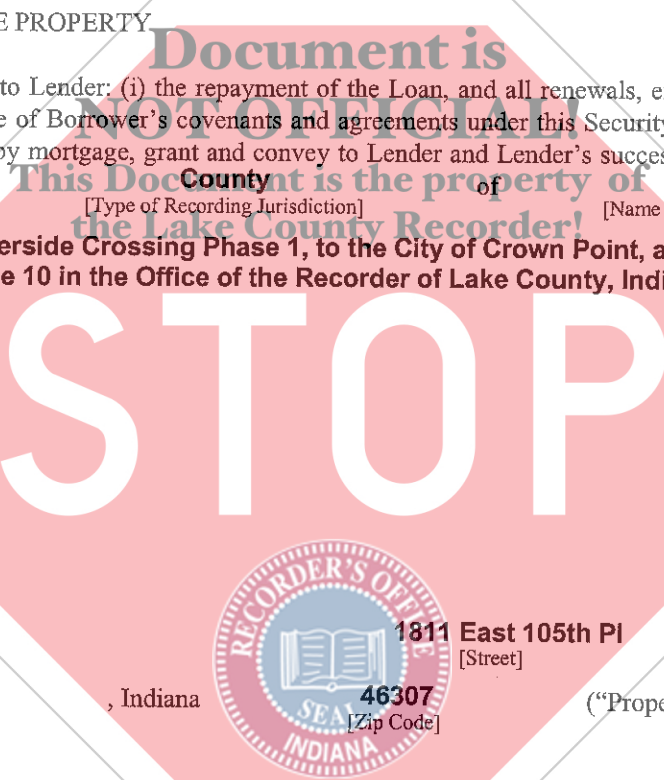 E PROPERTY
Document is
to Lender: (i) the repayment of the Loan, and all renewals, e
NOT OFFICIAL!
e of Borrower's covenants and agreements under this Security
by mortgage, grant and convey to Lender and Lender's succes
This Document is the property of
County of
[Type of Recording Jurisdiction] [Name
the Lake County Recorder!
erside Crossing Phase 1, to the City of Crown Point, a
e 10 in the Office of the Recorder of Lake County, Indi
STOP
RECORDER'S OFFICE
1811 East 105th Pl
[Street]
, Indiana 46307 ("Prope
SEAL
[Zip Code]
INDIANA